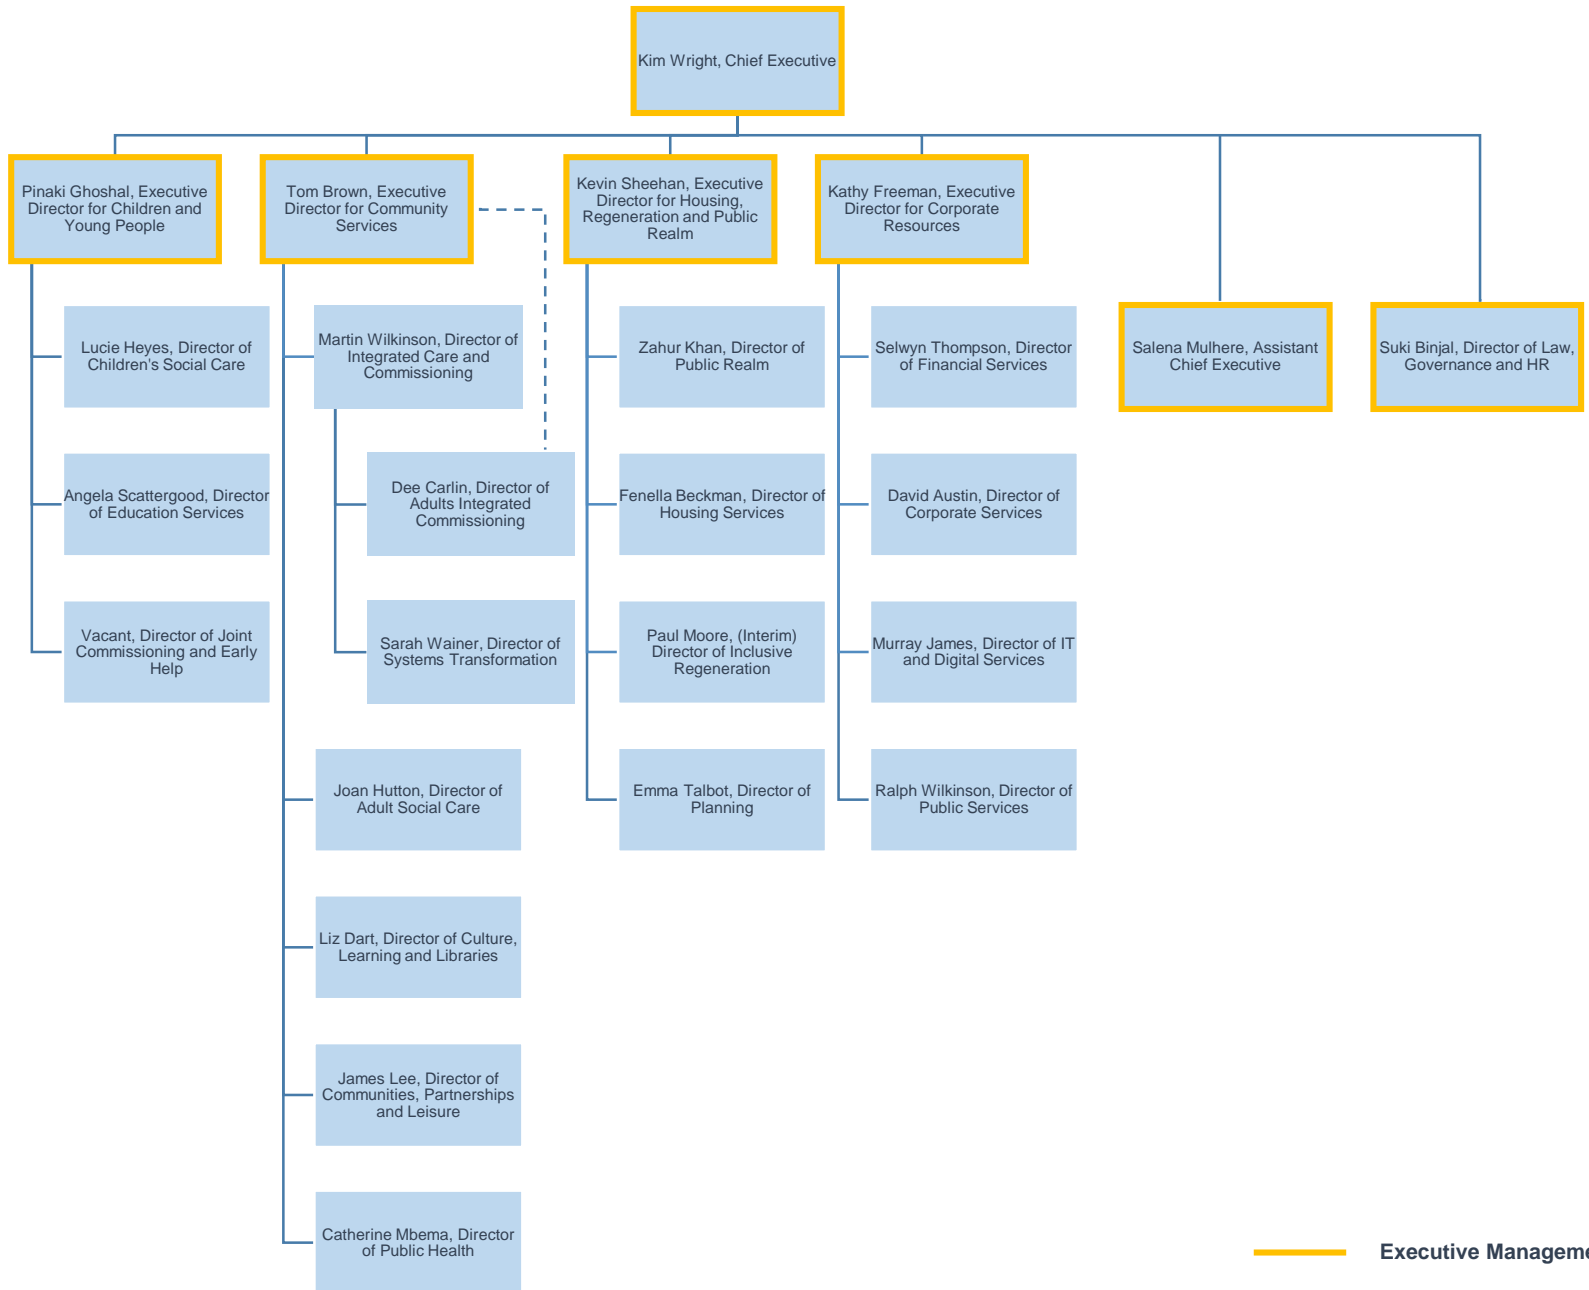 Kim Wright, Chief Executive
Pinaki Ghoshal, Executive
Director for Children and
Young People
Tom Brown, Executive
Director for Community
Services
Kevin Sheehan, Executive
Director for Housing,
Regeneration and Public
Realm
Kathy Freeman, Executive
Director for Corporate
Resources
Salena Mulhere, Assistant
Chief Executive
Suki Binjal, Director of Law,
Governance and HR
Lucie Heyes, Director of
Children's Social Care
Angela Scattergood, Director
of Education Services
Vacant, Director of Joint
Commissioning and Early
Help
Martin Wilkinson, Director of
Integrated Care and
Commissioning
Dee Carlin, Director of
Adults Integrated
Commissioning
Sarah Wainer, Director of
Systems Transformation
Joan Hutton, Director of
Adult Social Care
Liz Dart, Director of Culture,
Learning and Libraries
James Lee, Director of
Communities, Partnerships
and Leisure
Catherine Mbema, Director
of Public Health
Zahur Khan, Director of
Public Realm
Fenella Beckman, Director of
Housing Services
Paul Moore, (Interim)
Director of Inclusive
Regeneration
Emma Talbot, Director of
Planning
Selwyn Thompson, Director
of Financial Services
David Austin, Director of
Corporate Services
Murray James, Director of IT
and Digital Services
Ralph Wilkinson, Director of
Public Services
Executive Manageme